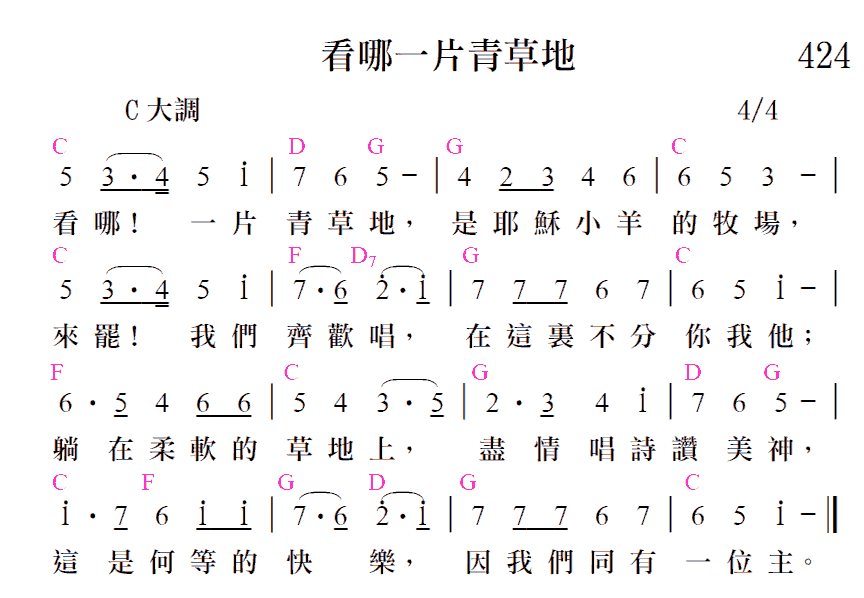 看哪一片青草地 424
C 大調 4/4
C D G G C
5 3 · 4 5 i | 7 6 5 – | 4 2 3 4 6 | 6 5 3 – |
看 哪！ 一 片 青 草 地， 是 耶 穌 小 羊 的 牧 場，
C F D7 G C
5 3 · 4 5 i | 7 · 6 2̇ · i | 7 7 7 6 7 | 6 5 i – |
來 罷！ 我 們 齊 歡 唱， 在 這 裏 不 分 你 我 他；
F C G D G
6 · 5 4 6 6 | 5 4 3 · 5 | 2 · 3 4 i | 7 6 5 – |
躺 在 柔 軟 的 草 地 上， 盡 情 唱 詩 讚 美 神，
C F G D G C
i · 7 6 i i | 7 · 6 2̇ · i | 7 7 7 6 7 | 6 5 i – ||
這 是 何 等 的 快 樂， 因 我 們 同 有 一 位 主。